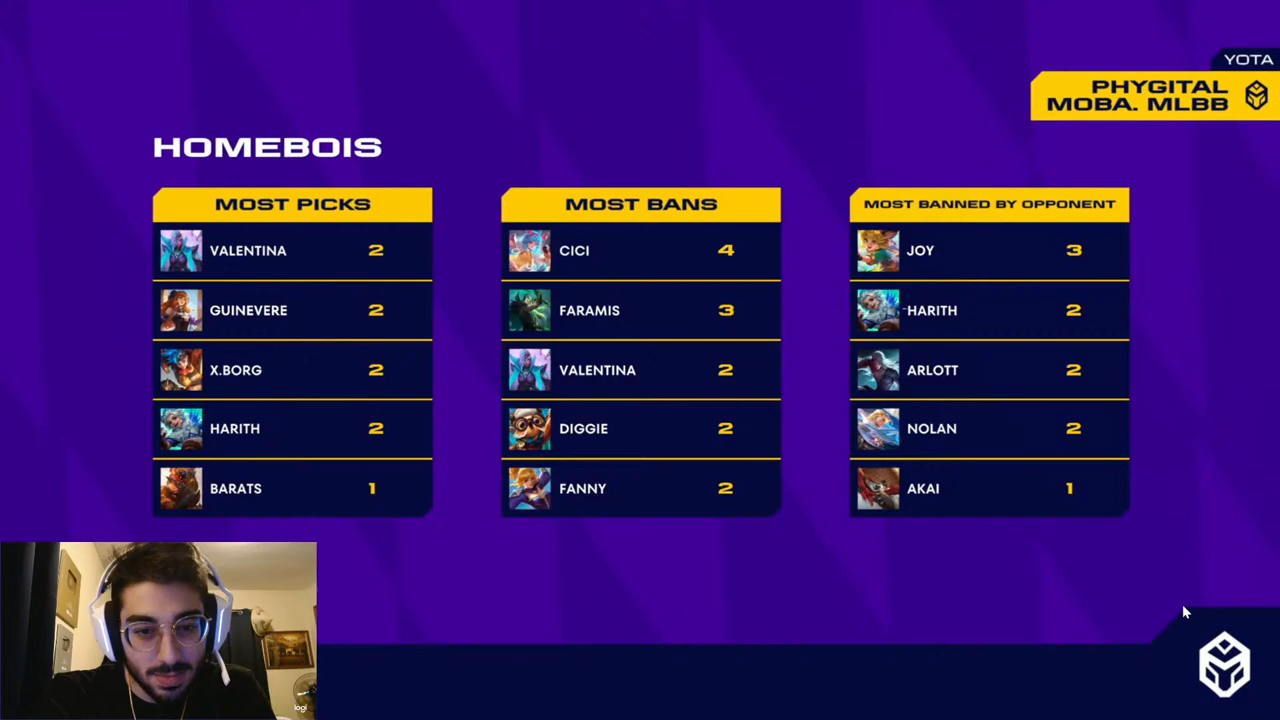 YOTA
PHYGITAL
MOBA. MLBB
HOMEBOIS
MOST PICKS
VALENTINA 2
GUINEVERE 2
X.BORG 2
HARITH 2
BARATS 1
MOST BANS
CICI 4
FARAMIS 3
VALENTINA 2
DIGGIE 2
FANNY 2
MOST BANNED BY OPPONENT
JOY 3
HARITH 2
ARLOTT 2
NOLAN 2
AKAI 1
logi